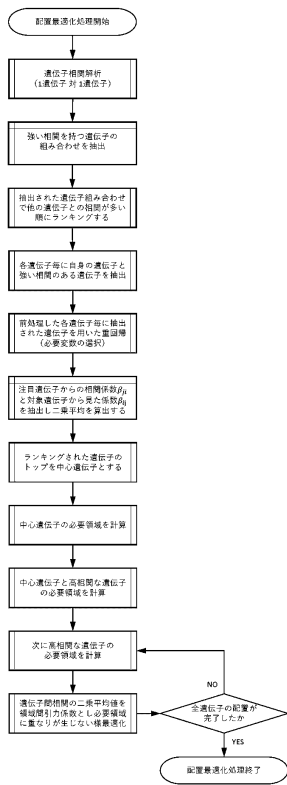 配置最適化処理開始
遺伝子相関解析
(1遺伝子 対 1遺伝子)
強い相関を持つ遺伝子の
組み合わせを抽出
抽出された遺伝子組み合わせ
で他の遺伝子との相関が多い
順にランキングする
各遺伝子毎に自身の遺伝子と
強い相関のある遺伝子を抽出
前処理した各遺伝子毎に抽出
された遺伝子を用いた重回帰
(必要変数の選択)
注目遺伝子からの相関係数βji
と対象遺伝子から見た係数βij
を抽出し二乗平均を算出する
ランキングされた遺伝子の
トップを中心遺伝子とする
中心遺伝子の必要領域を計算
中心遺伝子と高相関な遺伝子
の必要領域を計算
次に高相関な遺伝子の
必要領域を計算
遺伝子間相関の二乗平均値を
領域間引力係数とし必要領域
に重なりが生じない様最適化
NO
全遺伝子の配置が
完了したか
YES
配置最適化処理終了